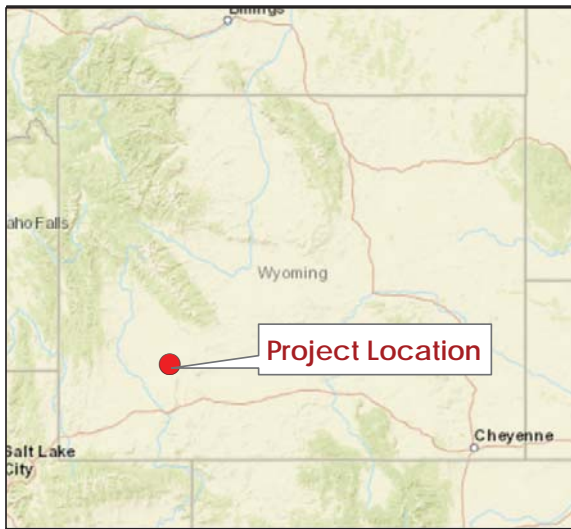 Billings
aho Falls
Wyoming
Project Location
Cheyenne
Salt Lake
City